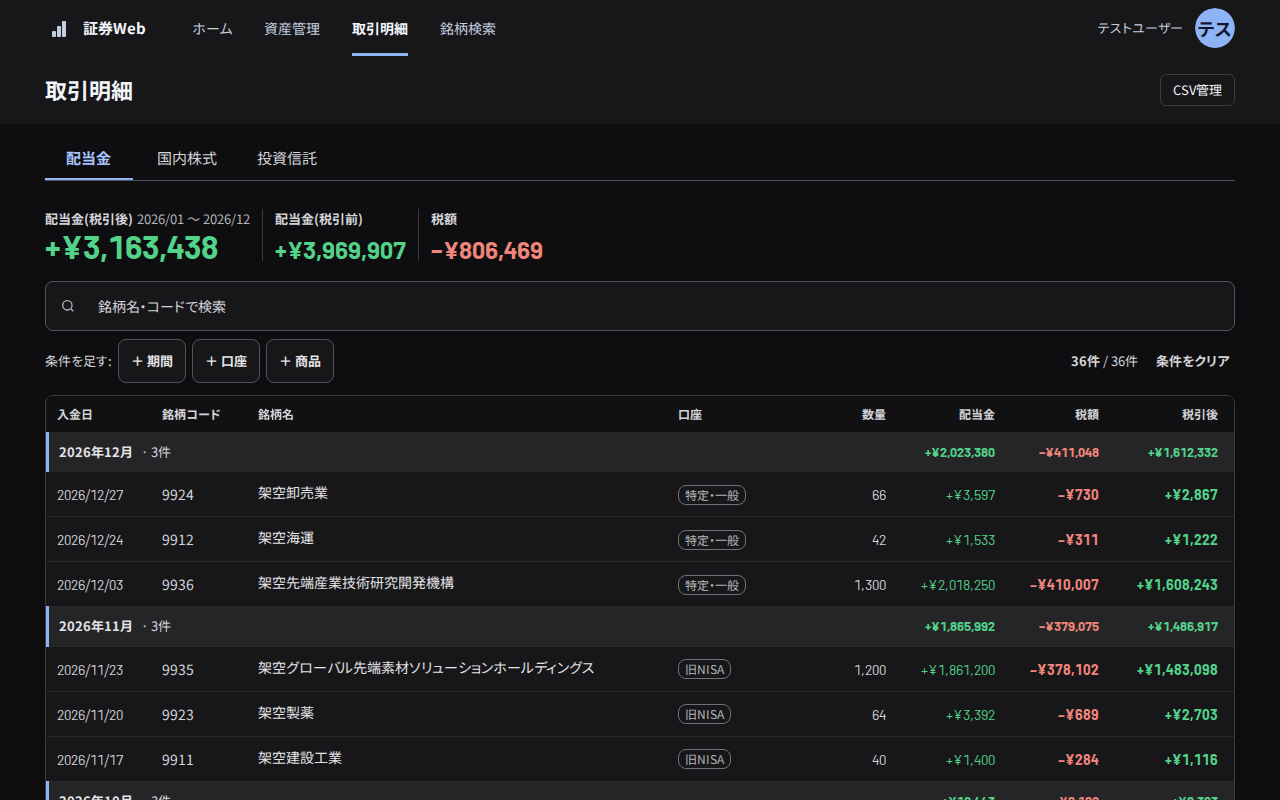 証券Web ホーム 資産管理 取引明細 銘柄検索 テストユーザー テス
取引明細 CSV管理
配当金 国内株式 投資信託
配当金(税引後) 2026/01 〜 2026/12 配当金(税引前) 税額
+¥3,163,438 +¥3,969,907 −¥806,469
銘柄名・コードで検索
条件を足す: + 期間 + 口座 + 商品 36件 / 36件 条件をクリア
入金日 銘柄コード 銘柄名 口座 数量 配当金 税額 税引後
2026年12月 · 3件 +¥2,023,380 −¥411,048 +¥1,612,332
2026/12/27 9924 架空卸売業 特定・一般 66 +¥3,597 −¥730 +¥2,867
2026/12/24 9912 架空海運 特定・一般 42 +¥1,533 −¥311 +¥1,222
2026/12/03 9936 架空先端産業技術研究開発機構 特定・一般 1,300 +¥2,018,250 −¥410,007 +¥1,608,243
2026年11月 · 3件 +¥1,865,992 −¥379,075 +¥1,486,917
2026/11/23 9935 架空グローバル先端素材ソリューションホールディングス 旧NISA 1,200 +¥1,861,200 −¥378,102 +¥1,483,098
2026/11/20 9923 架空製薬 旧NISA 64 +¥3,392 −¥689 +¥2,703
2026/11/17 9911 架空建設工業 旧NISA 40 +¥1,400 −¥284 +¥1,116
2026年10月 · 3件